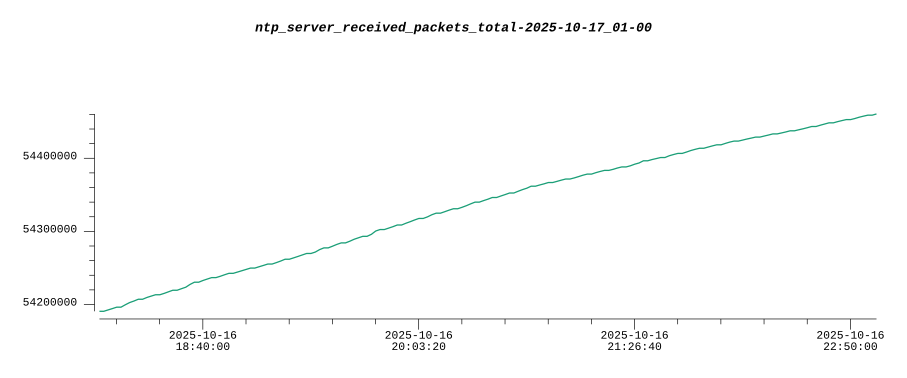 ntp_server_received_packets_total-2025-10-17_01-00
54400000
54300000
54200000
2025-10-16 2025-10-16 2025-10-16 2025-10-16
18:40:00 20:03:20 21:26:40 22:50:00